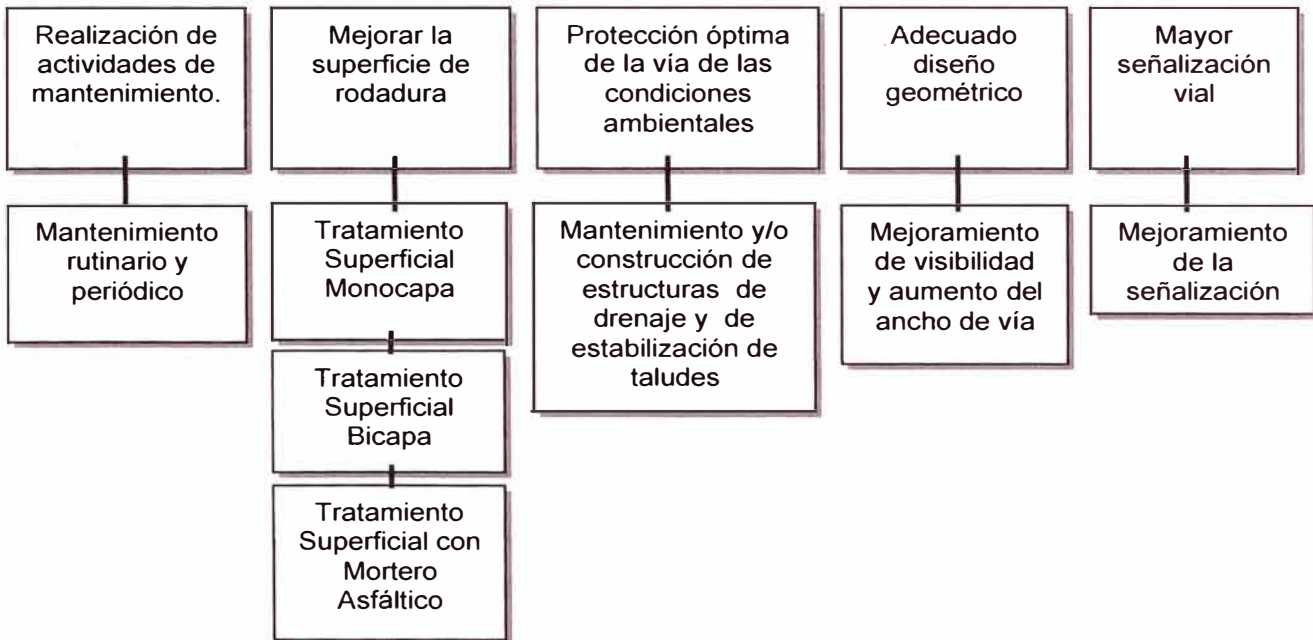 Realización de
actividades de
mantenimiento.
Mejorar la
superficie de
rodadura
Protección óptima
de la vía de las
condiciones
ambientales
Adecuado
diseño
geométrico
Mayor
señalización
vial
Mantenimiento
rutinario y
periódico
Tratamiento
Superficial
Monocapa
Mantenimiento y/o
construcción de
estructuras de
drenaje y de
estabilización de
taludes
Mejoramiento
de visibilidad
y aumento del
ancho de vía
Mejoramiento
de la
señalización
Tratamiento
Superficial
Bicapa
Tratamiento
Superficial con
Mortero
Asfáltico